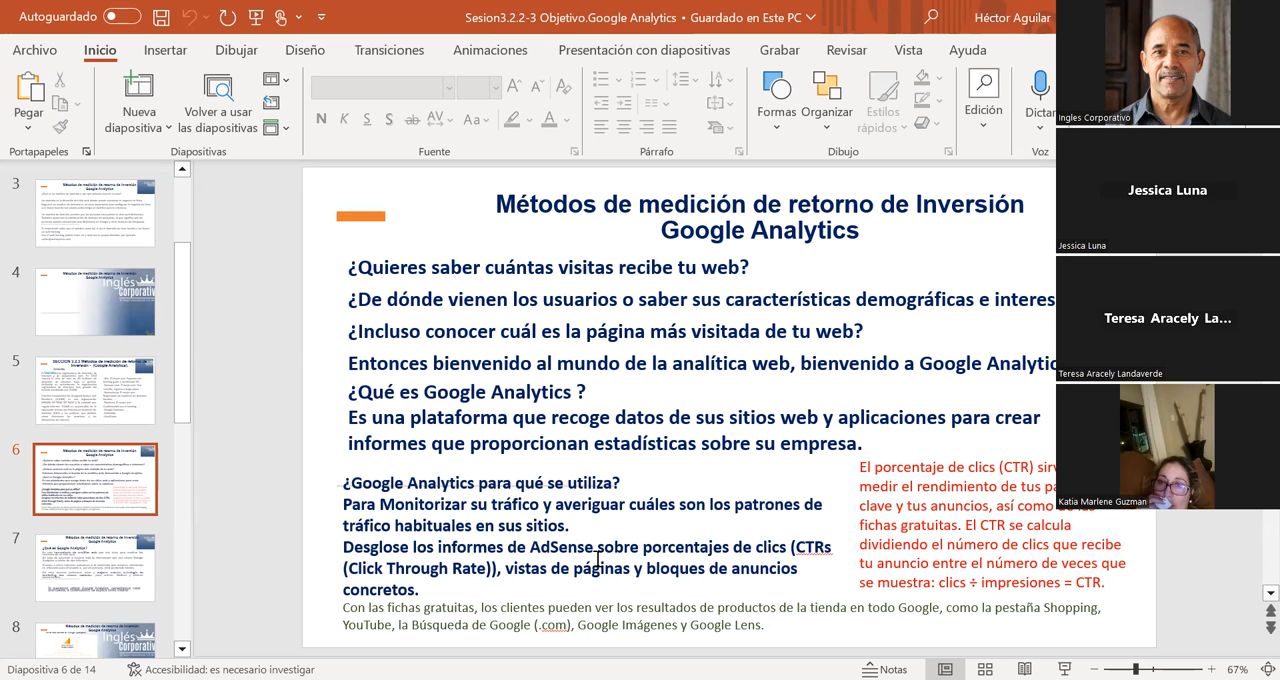 Autoguardado
Sesion3.2.2-3 Objetivo.Google Analytics • Guardado en Este PC
Héctor Aguilar
Archivo Inicio Insertar Dibujar Diseño Transiciones Animaciones Presentación con diapositivas Grabar Revisar Vista Ayuda
Pegar
Nueva diapositiva
Volver a usar las diapositivas
N K S S ab AV Aa A
Formas
Organizar
Estilos rápidos
Edición
Dictar
Portapapeles
Diapositivas
Fuente
Párrafo
Dibujo
Voz
Ingles Corporativo
Jessica Luna
Jessica Luna
Teresa Aracely La...
Teresa Aracely Landaverde
Katia Marlene Guzman
3
4
5
6
7
8
Métodos de medición de retorno de Inversión
Google Analytics
¿Quieres saber cuántas visitas recibe tu web?
¿De dónde vienen los usuarios o saber sus características demográficas e interes
¿Incluso conocer cuál es la página más visitada de tu web?
Entonces bienvenido al mundo de la analítica web, bienvenido a Google Analytic
¿Qué es Google Analytics ?
Es una plataforma que recoge datos de sus sitios web y aplicaciones para crear
informes que proporcionan estadísticas sobre su empresa.
¿Google Analytics para qué se utiliza?
Para Monitorizar su tráfico y averiguar cuáles son los patrones de
tráfico habituales en sus sitios.
Desglose los informes de AdSense sobre porcentajes de clics (CTRs
(Click Through Rate)), vistas de páginas y bloques de anuncios
concretos.
El porcentaje de clics (CTR)
medir el rendimiento de tus
clave y tus anuncios, así como
fichas gratuitas. El CTR se calcula
dividiendo el número de clics que recibe
tu anuncio entre el número de veces que
se muestra: clics ÷ impresiones = CTR.
Con las fichas gratuitas, los clientes pueden ver los resultados de productos de la tienda en todo Google, como la pestaña Shopping,
YouTube, la Búsqueda de Google (.com), Google Imágenes y Google Lens.
Diapositiva 6 de 14
Accesibilidad: es necesario investigar
Notas
67%